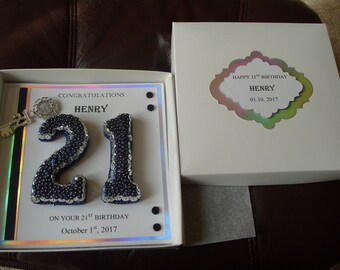 CONGRATULATIONS
HENRY
21
ON YOUR 21ST BIRTHDAY
October 1st, 2017
HAPPY 21ST BIRTHDAY
HENRY
01.10. 2017